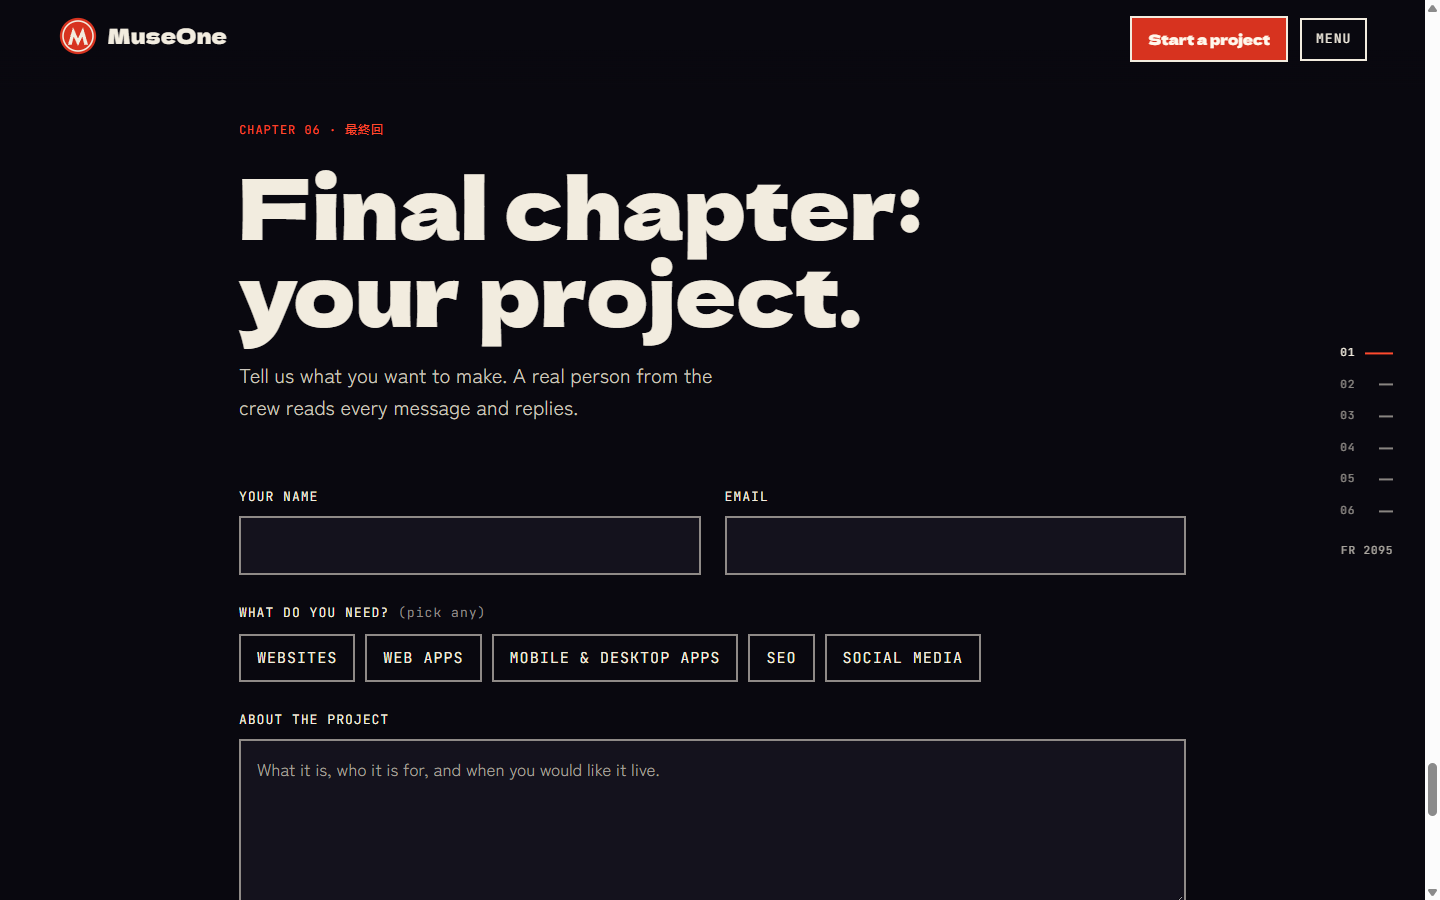 MuseOne
Start a project
MENU
CHAPTER 06 · 最終回
Final chapter:
your project.
Tell us what you want to make. A real person from the
crew reads every message and replies.
01
02
03
04
05
06
FR 2095
YOUR NAME
EMAIL
WHAT DO YOU NEED? (pick any)
WEBSITES
WEB APPS
MOBILE & DESKTOP APPS
SEO
SOCIAL MEDIA
ABOUT THE PROJECT
What it is, who it is for, and when you would like it live.